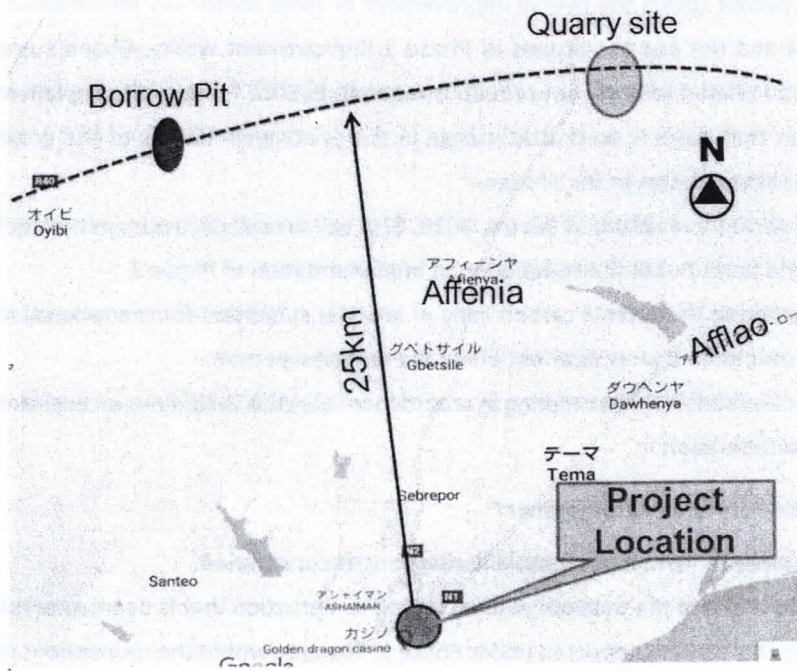 Quarry site
Borrow Pit
N
R40
オイビ
Oyibi
アフィーンヤ
Afienya
Affenia
25km
Afflao
グベトサイル
Gbetsile
ダウヘンヤ
Dawhenya
テーマ
Tema
Project
Location
Sebrepor
N2
Santeo
アシャイマン
ASHAIMAN
H1
カジノ
Golden dragon casino
Google